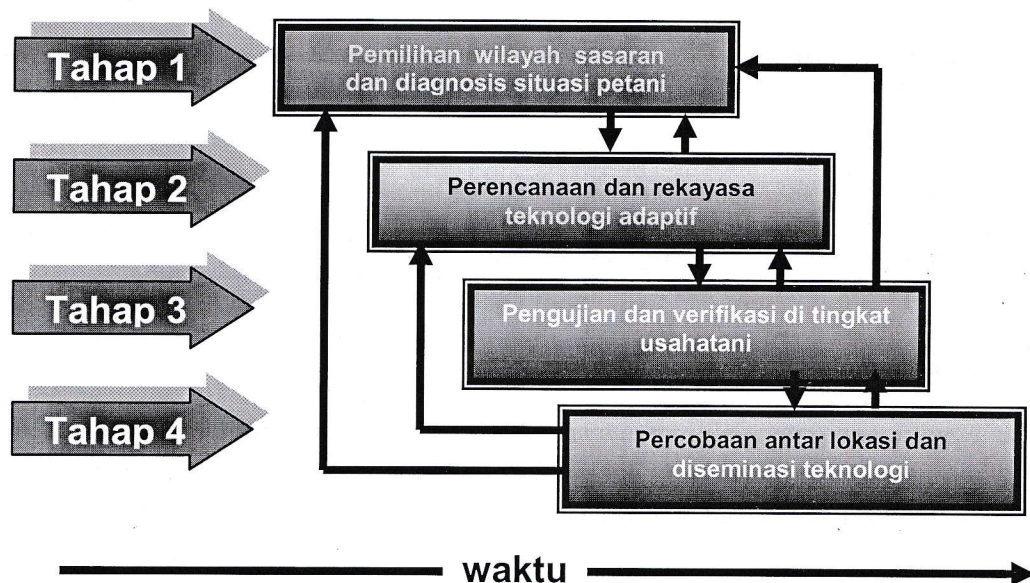 Tahap 1
Pemilihan wilayah sasaran
dan diagnosis situasi petani
Tahap 2
Perencanaan dan rekayasa
teknologi adaptif
Tahap 3
Pengujian dan verifikasi di tingkat
usahatani
Tahap 4
Percobaan antar lokasi dan
diseminasi teknologi
waktu